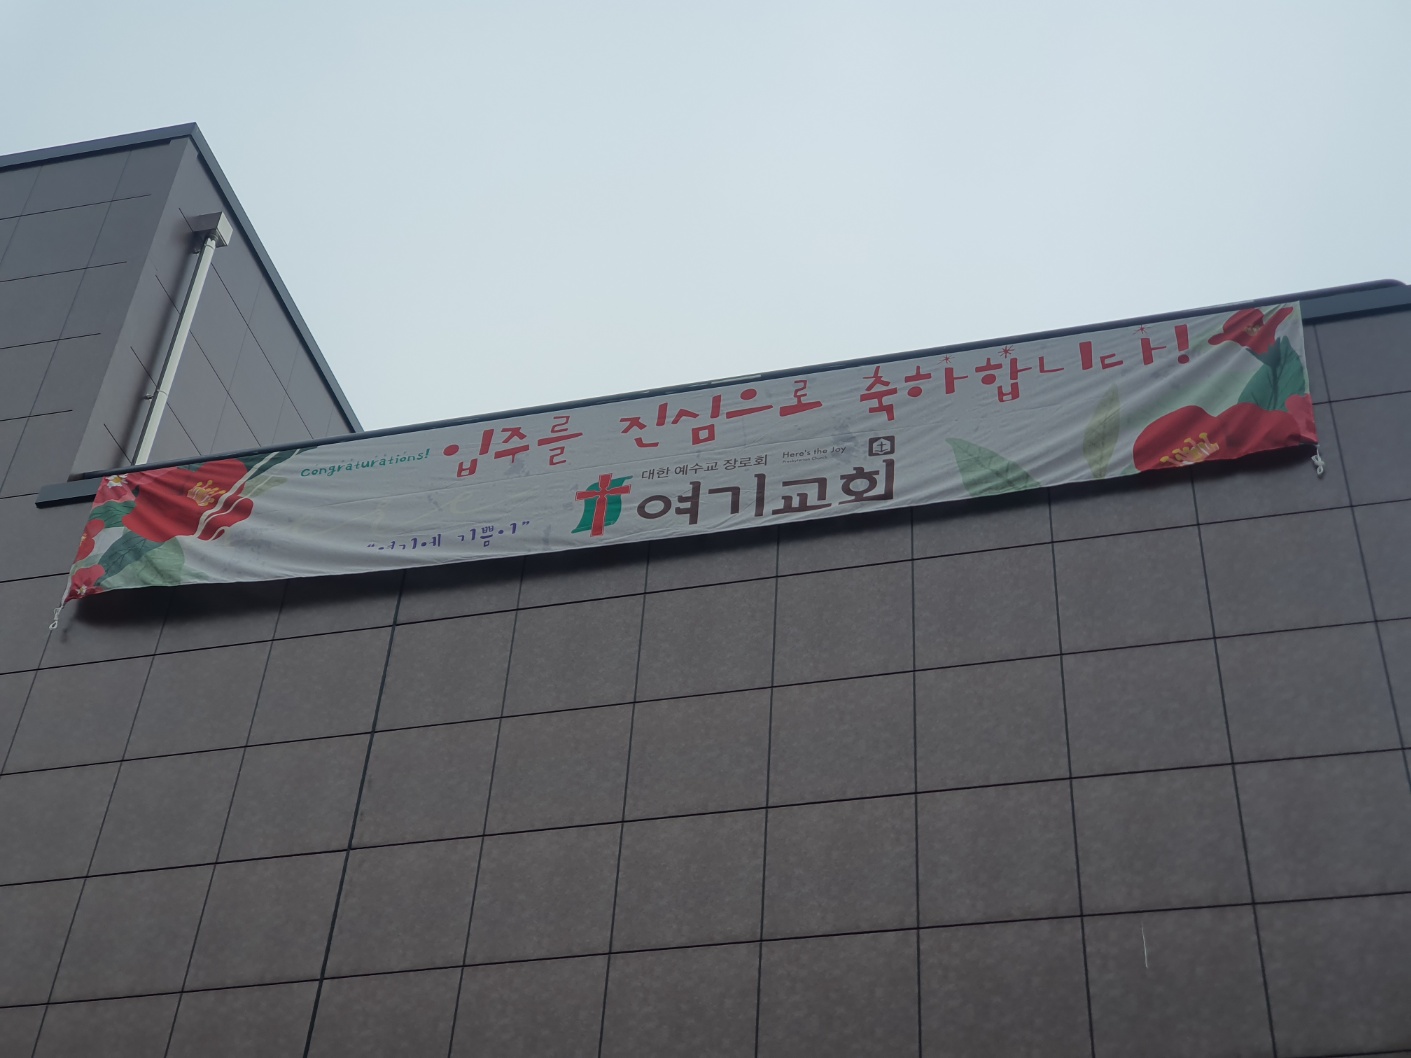 Congraturations! 입주를 진심으로 축하합니다!
대한 예수교 장로회 Here's the Joy
여기교회
"여기에 기쁨이"